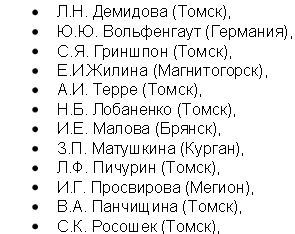 • Л.Н. Демидова (Томск),
• Ю.Ю. Вольфенгаут (Германия),
• С.Я. Гриншпон (Томск),
• Е.ИЖилина (Магнитогорск),
• А.И. Терре (Томск),
• Н.Б. Лобаненко (Томск),
• И.Е. Малова (Брянск),
• З.П. Матушкина (Курган),
• Л.Ф. Пичурин (Томск),
• И.Г. Просвирова (Мегион),
• В.А. Панчищина (Томск),
• С.К. Росошек (Томск),